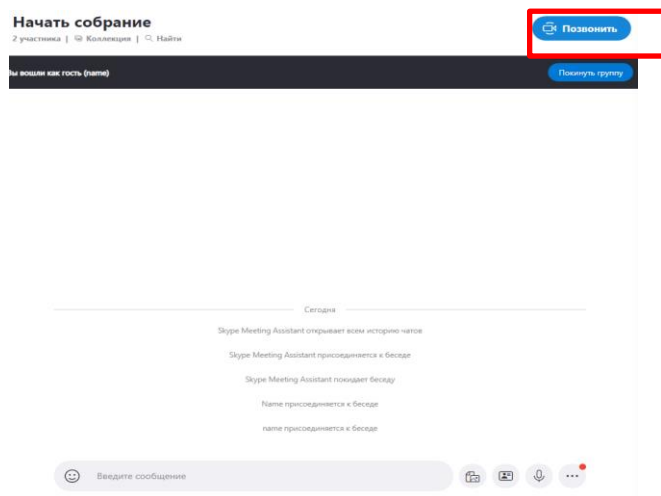 Начать собрание
2 участника | Коллекция | Найти
Позвонить
Вы вошли как гость (name)
Покинуть группу
Сегодня
Skype Meeting Assistant открывает всем историю чатов
Skype Meeting Assistant присоединяется к беседе
Skype Meeting Assistant покидает беседу
Name присоединяется к беседе
name присоединяется к беседе
Введите сообщение